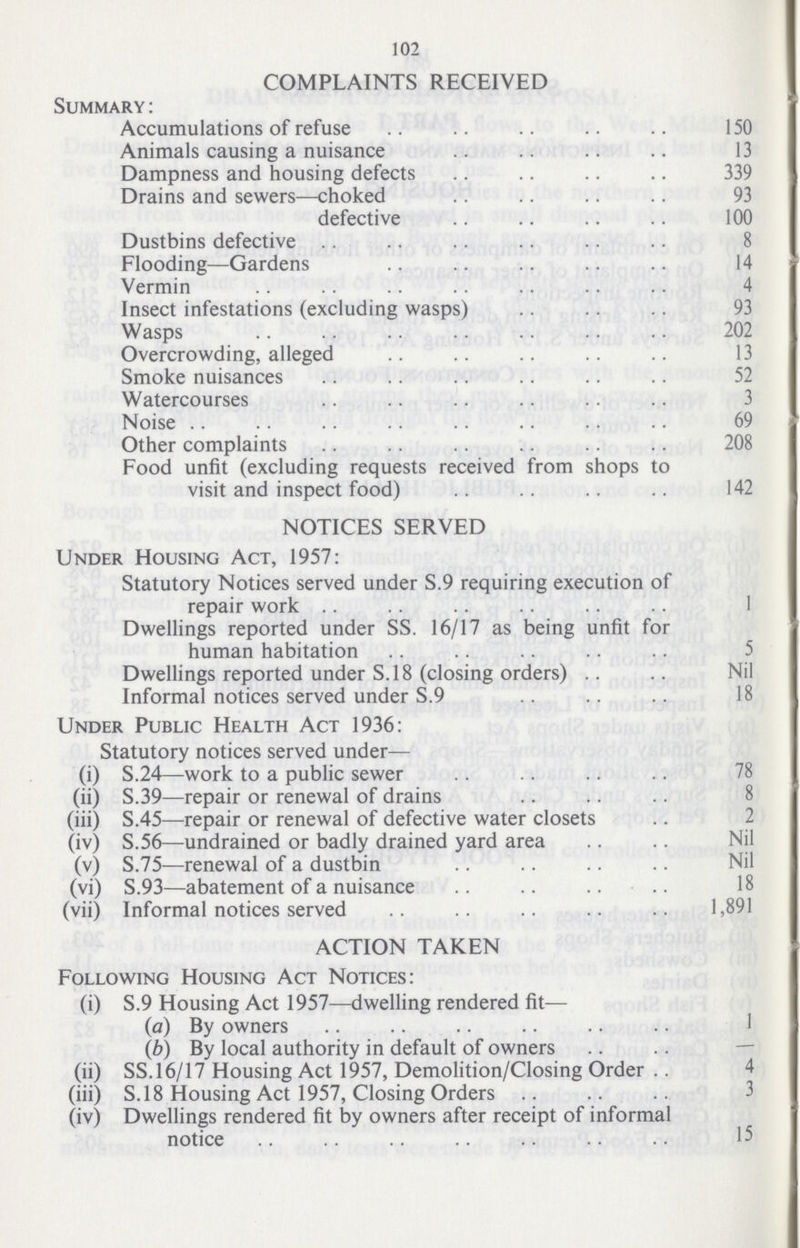 102
COMPLAINTS RECEIVED
SUMMARY:
Accumulations of refuse .. .. .. .. .. 150
Animals causing a nuisance .. .. .. .. 13
Dampness and housing defects .. .. .. .. 339
Drains and sewers—choked .. .. .. .. 93
defective .. .. .. .. 100
Dustbins defective .. .. .. .. .. .. 8
Flooding—Gardens .. .. .. .. .. 14
Vermin .. .. .. .. .. .. .. 4
Insect infestations (excluding wasps) .. .. .. 93
Wasps .. .. .. .. .. .. .. 202
Overcrowding, alleged .. .. .. .. .. 13
Smoke nuisances .. .. .. .. .. .. 52
Watercourses .. .. .. .. .. .. 3
Noise .. .. .. .. .. .. .. .. 69
Other complaints .. .. .. .. .. .. 208
Food unfit (excluding requests received from shops to
visit and inspect food) .. .. .. .. 142
NOTICES SERVED
UNDER HOUSING ACT, 1957:
Statutory Notices served under S.9 requiring execution of
repair work .. .. .. .. .. .. 1
Dwellings reported under SS. 16/17 as being unfit for
human habitation .. .. .. .. .. 5
Dwellings reported under S.18 (closing orders) .. .. Nil
Informal notices served under S.9 .. .. .. 18
UNDER PUBLIC HEALTH ACT 1936:
Statutory notices served under—
(i) S.24—work to a public sewer .. .. .. .. 78
(ii) S.39—repair or renewal of drains .. .. .. 8
(iii) S.45—repair or renewal of defective water closets .. 2
(iv) S.56—undrained or badly drained yard area .. .. Nil
(v) S.75—renewal of a dustbin .. .. .. .. Nil
(vi) S.93—abatement of a nuisance .. .. .. .. 18
(vii) Informal notices served .. .. .. .. .. 1,891
ACTION TAKEN
FOLLOWING HOUSING ACT NOTICES:
(i) S.9 Housing Act 1957—dwelling rendered fit—
(a) By owners .. .. .. .. .. .. 1
(b) By local authority in default of owners .. .. —
(ii) SS.16/17 Housing Act 1957, Demolition/Closing Order .. 4
(iii) S.18 Housing Act 1957, Closing Orders .. .. .. 3
(iv) Dwellings rendered fit by owners after receipt of informal
notice .. .. .. .. .. .. .. 15